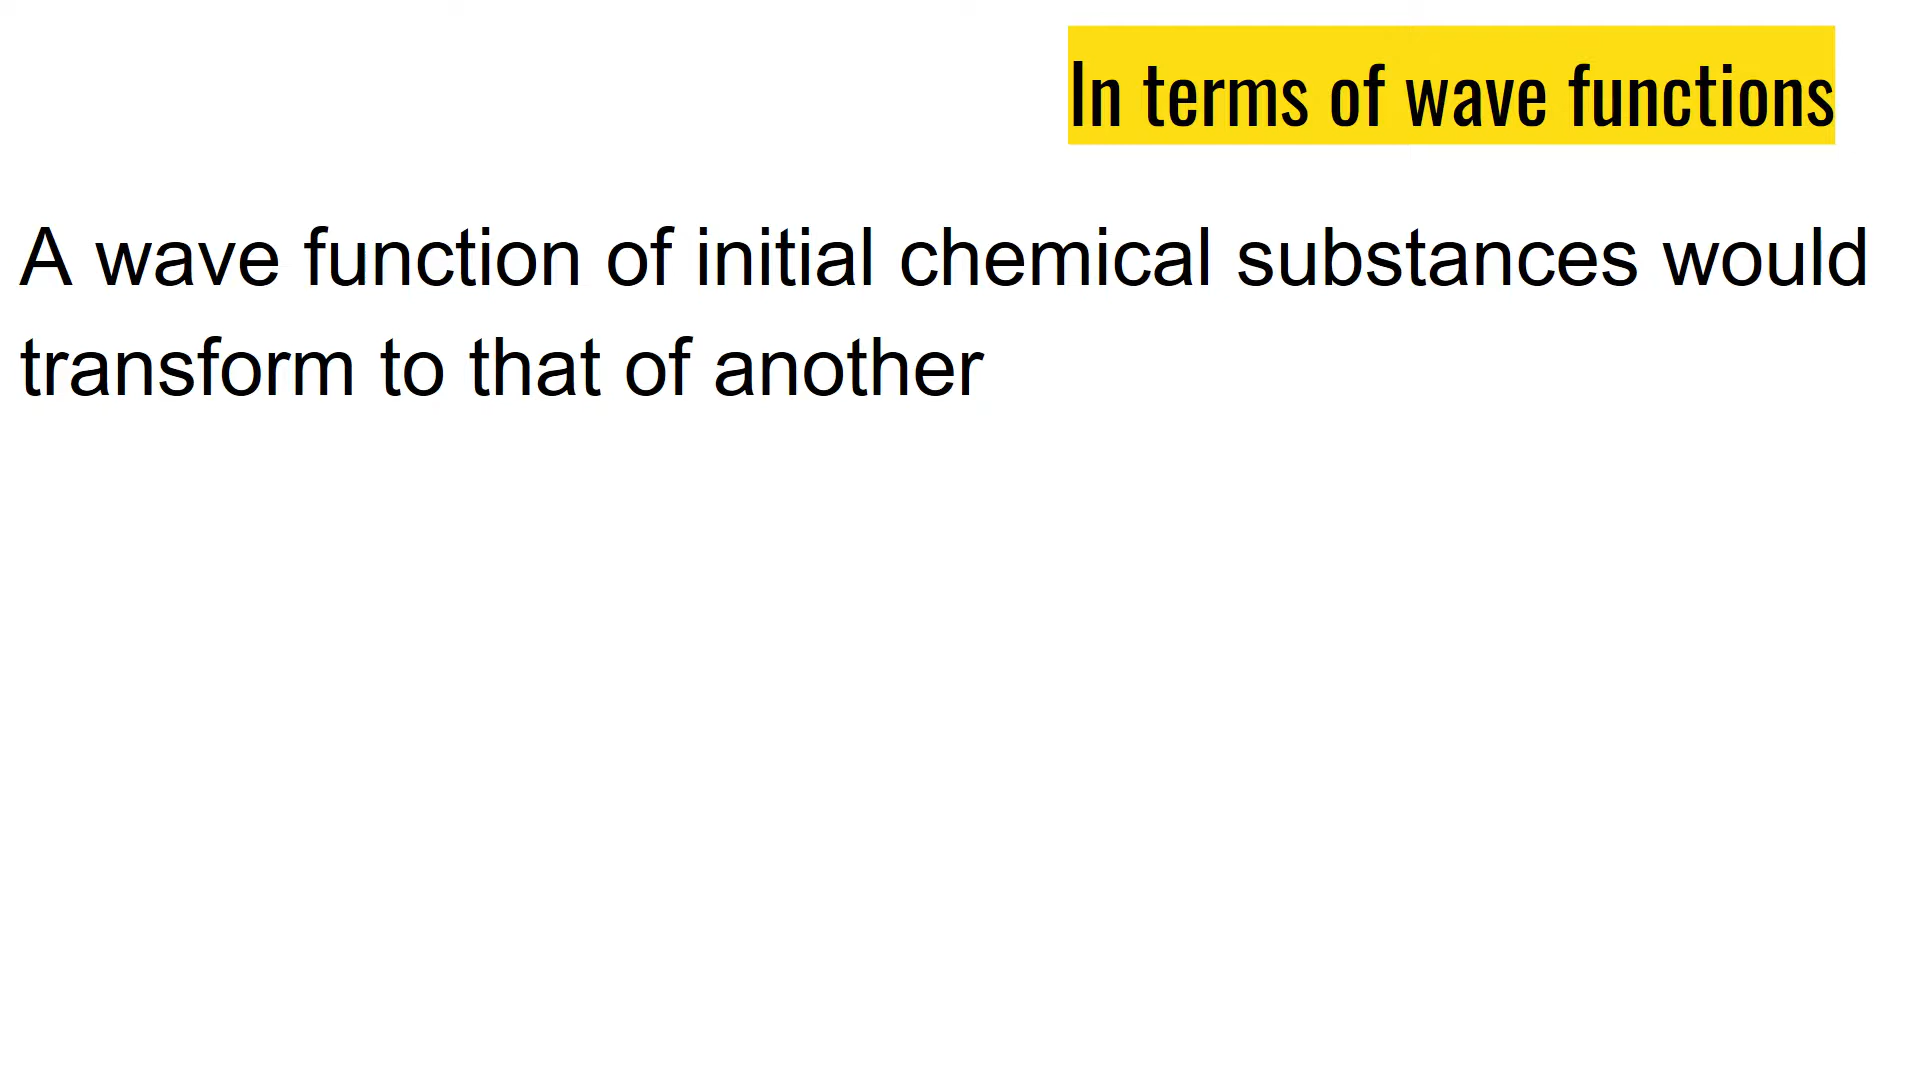 In terms of wave functions
A wave function of initial chemical substances would
transform to that of another